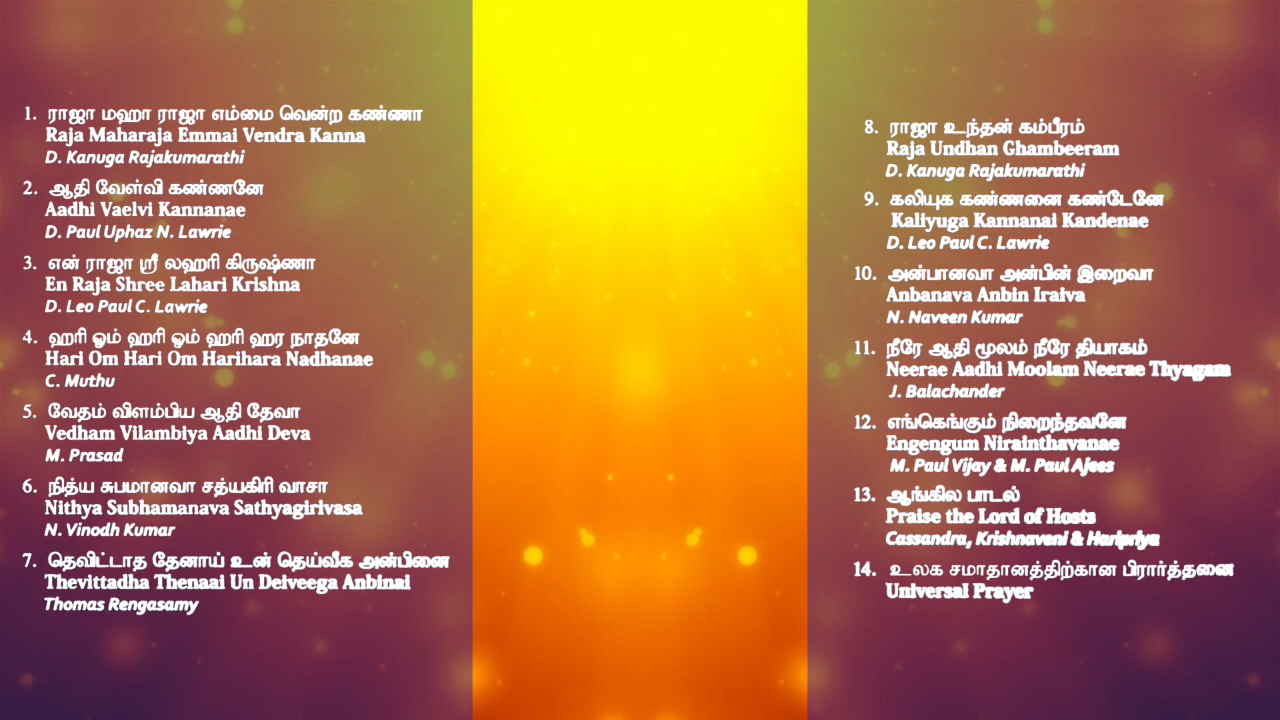 1. ராஜா மஹா ராஜா எம்மை வென்ற கண்ணா
Raja Maharaja Emmai Vendra Kanna
D. Kanuga Rajakumarathi
2. ஆதி வேள்வி கண்ணனே
Aadhi Vaelvi Kannanae
D. Paul Uphaz N. Lawrie
3. என் ராஜா ஸ்ரீ லஹரி கிருஷ்ணா
En Raja Shree Lahari Krishna
D. Leo Paul C. Lawrie
4. ஹரி ஓம் ஹரி ஓம் ஹரி ஹர நாதனே
Hari Om Hari Om Harihara Nadhanae
C. Muthu
5. வேதம் விளம்பிய ஆதி தேவா
Vedham Vilambiya Aadhi Deva
M. Prasad
6. நித்ய சுபமானவா சத்யகிரி வாசா
Nithya Subhamanava Sathyagirivasa
N. Vinodh Kumar
7. தெவிட்டாத தேனாய் உன் தெய்வீக அன்பினை
Thevittadha Thenaai Un Deiveega Anbinai
Thomas Rengasamy
8. ராஜா உந்தன் கம்பீரம்
Raja Undhan Ghambeeram
D. Kanuga Rajakumarathi
9. கலியுக கண்ணனை கண்டேனே
Kaliyuga Kannanai Kandenae
D. Leo Paul C. Lawrie
10. அன்பானவா அன்பின் இறைவா
Anbanava Anbin Iraiva
N. Naveen Kumar
11. நீரே ஆதி மூலம் நீரே தியாகம்
Neerae Aadhi Moolam Neerae Thyagam
J. Balachander
12. எங்கெங்கும் நிறைந்தவனே
Engengum Nirainthavanae
M. Paul Vijay & M. Paul Ajees
13. ஆங்கில பாடல்
Praise the Lord of Hosts
Cassandra, Krishnaveni & Haripriya
14. உலக சமாதானத்திற்கான பிரார்த்தனை
Universal Prayer